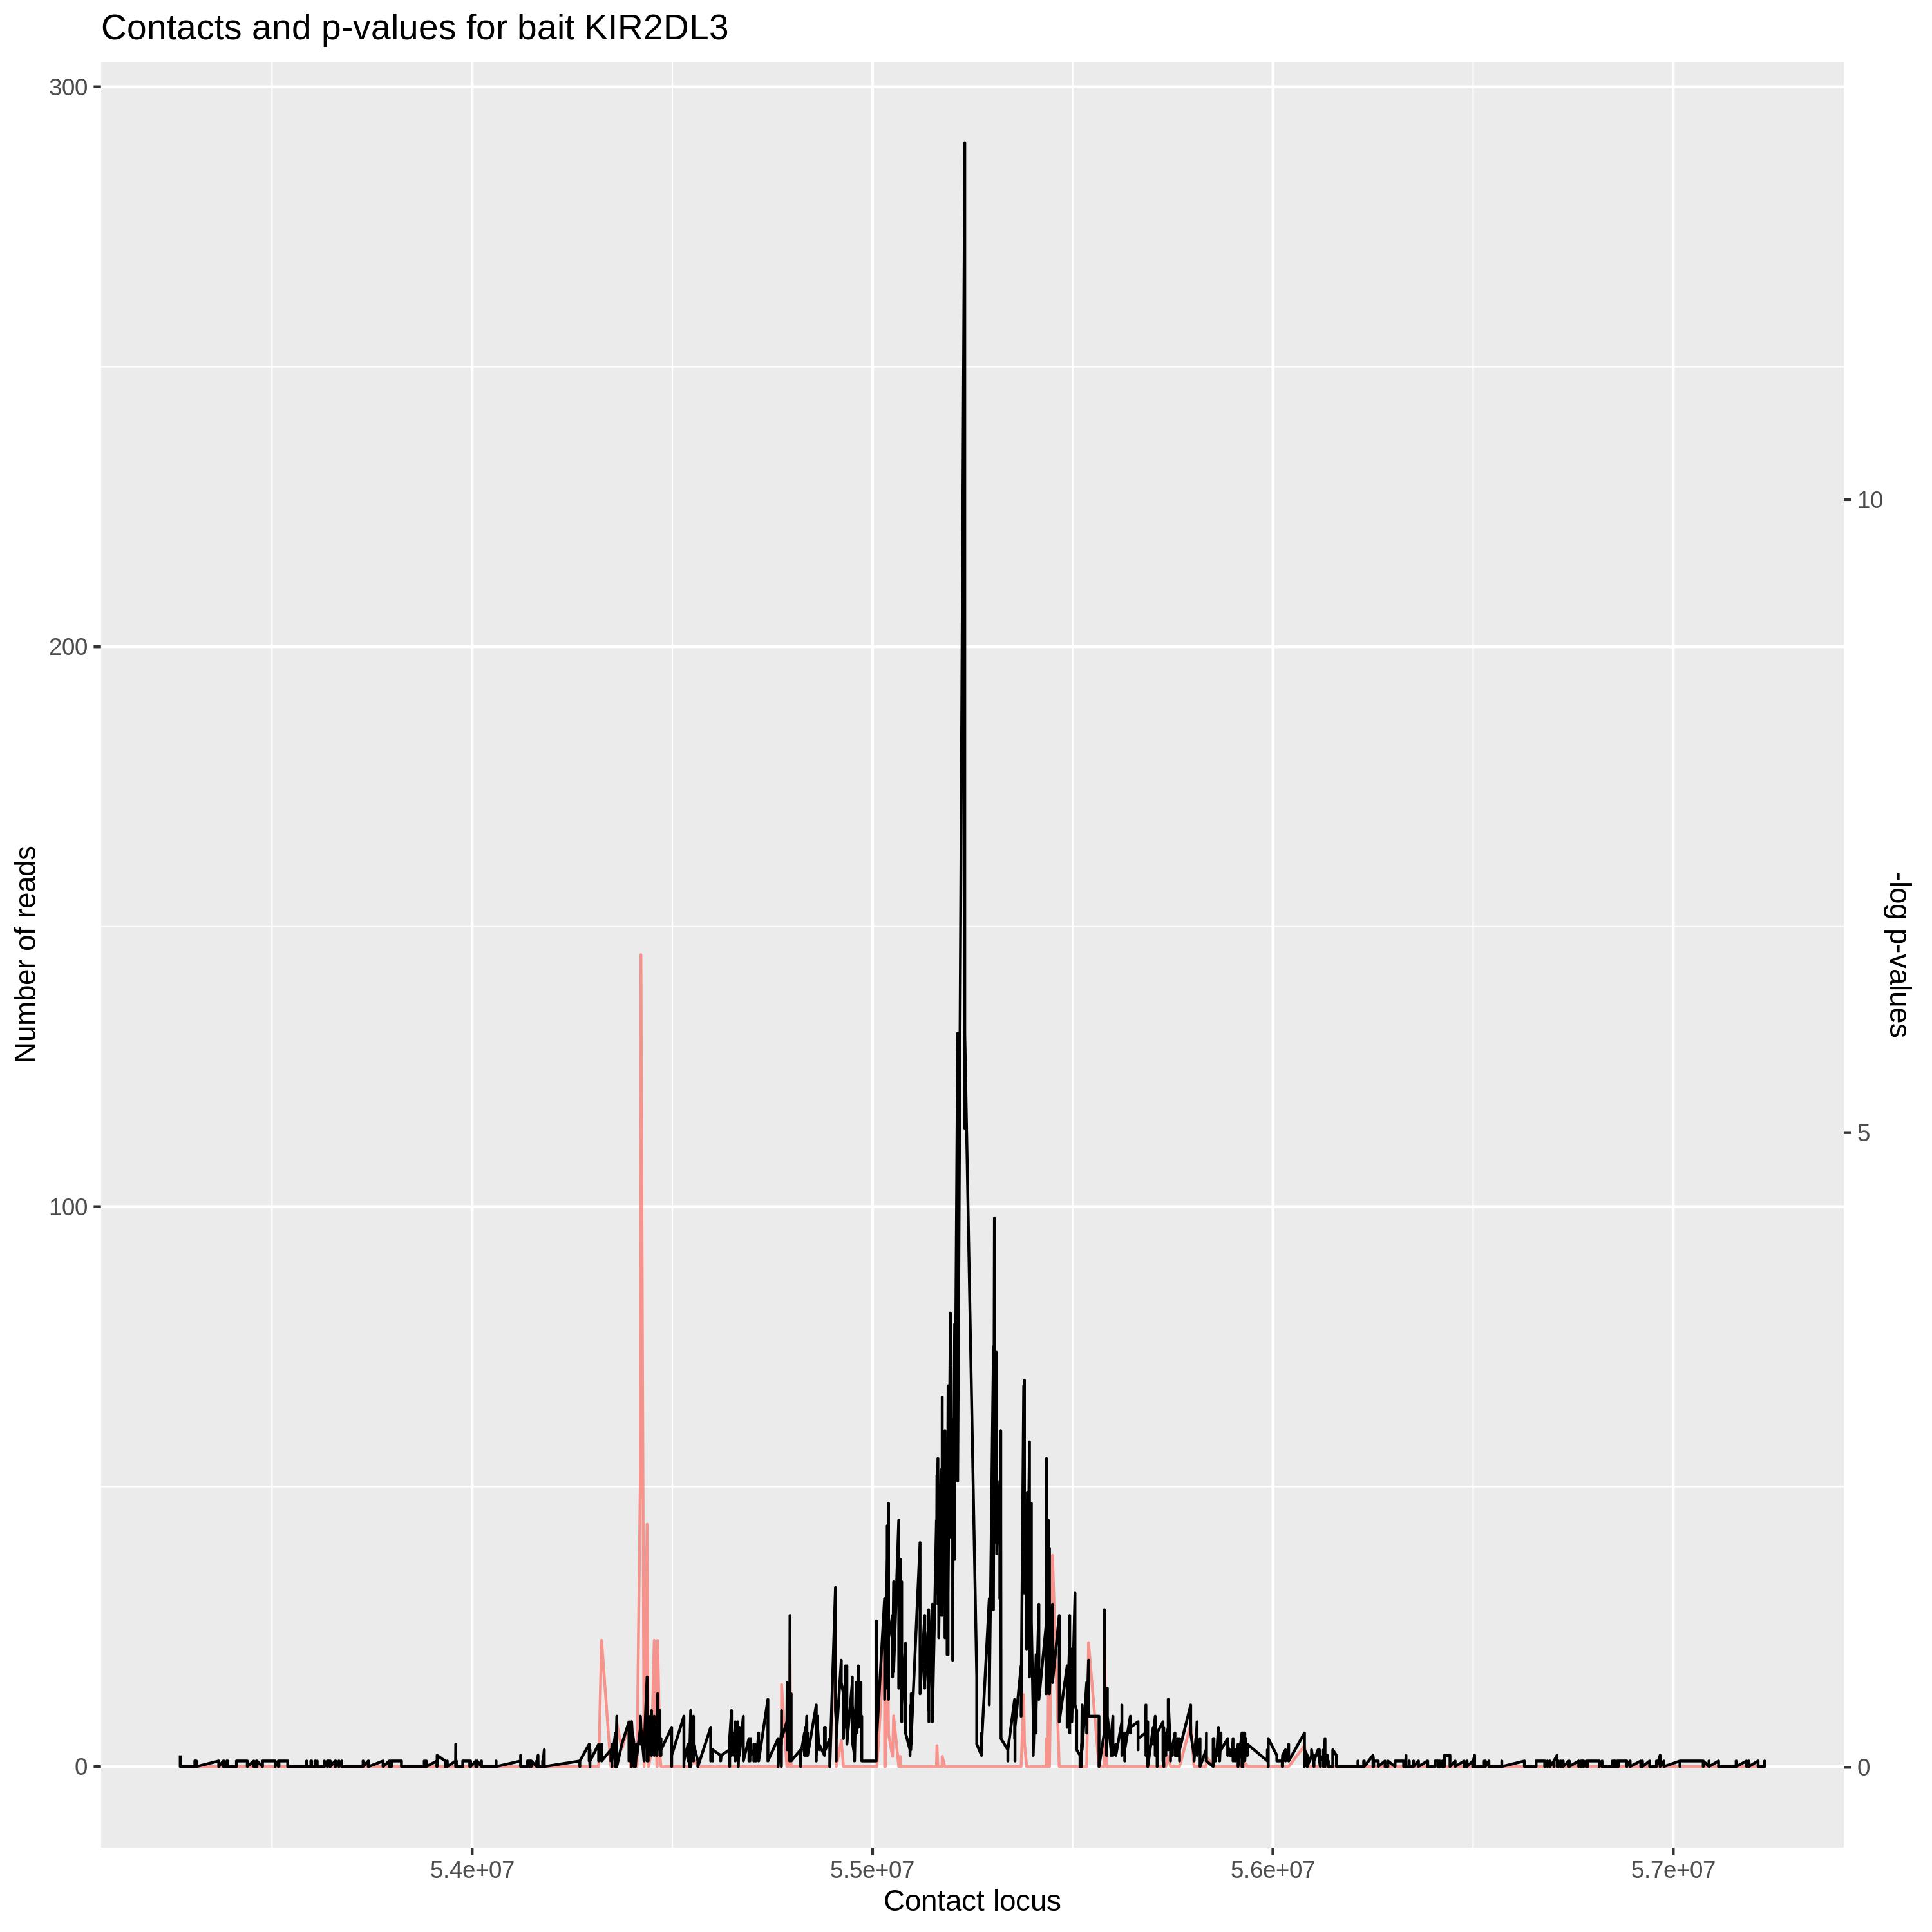 Contacts and p-values for bait KIR2DL3
300
200
100
0
Number of reads
10
5
0
-log p-values
5.4e+07 5.5e+07 5.6e+07 5.7e+07
Contact locus